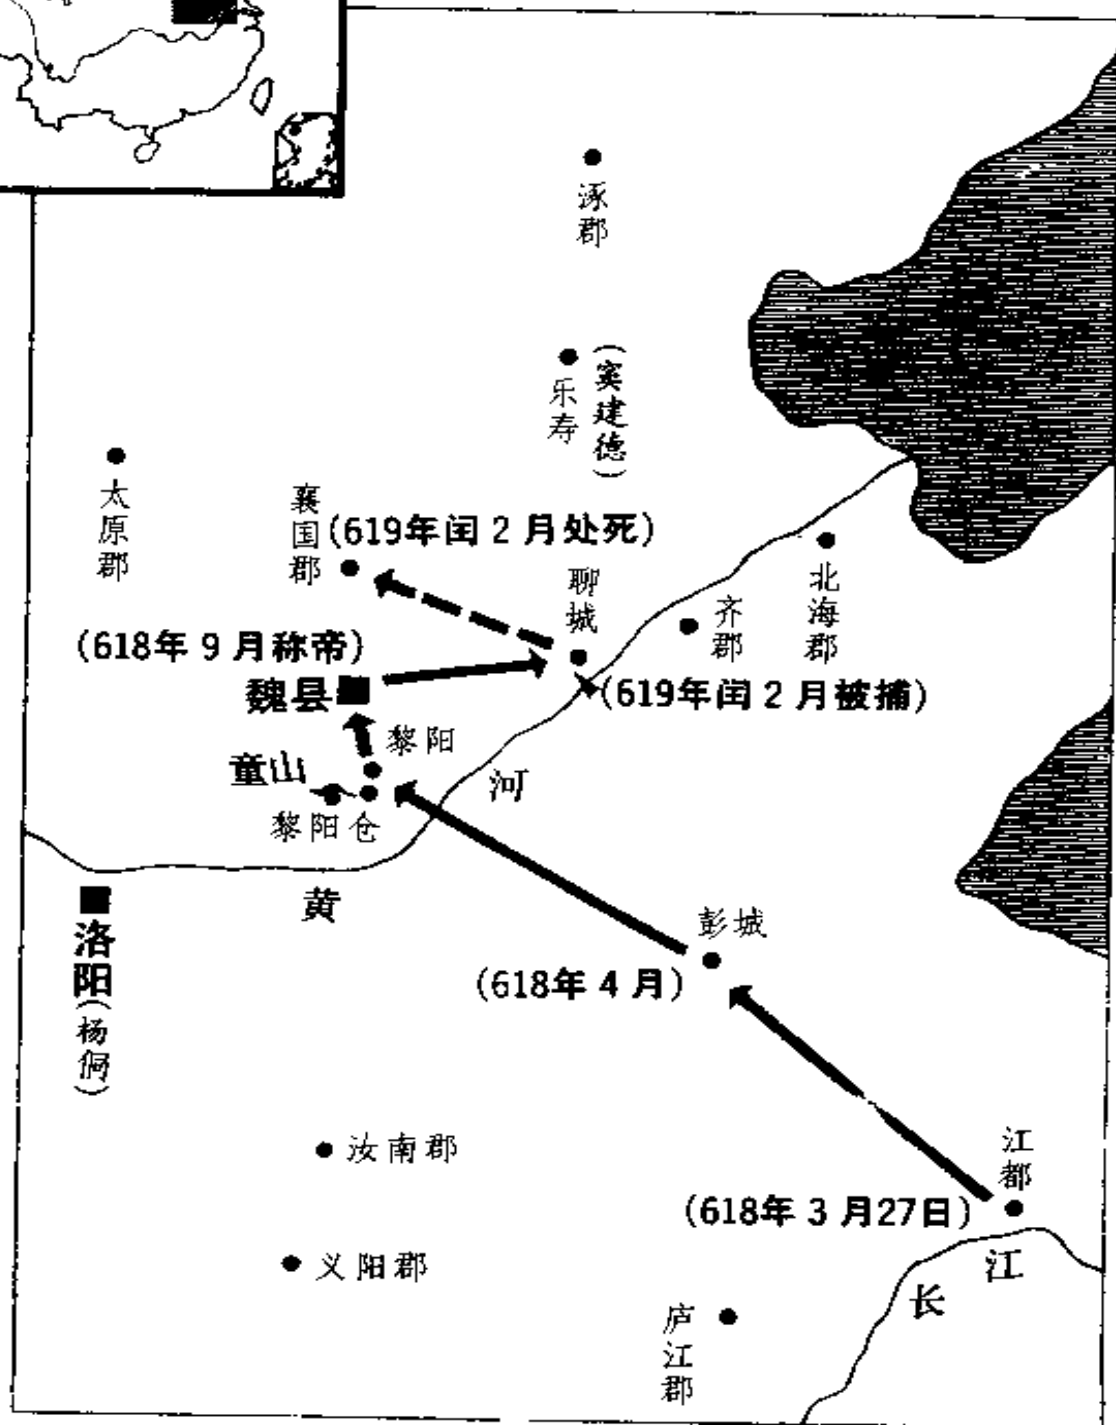 涿郡
乐寿
(窦建德)
太原郡
襄国郡
(619年闰2月处死)
聊城
北海郡
齐郡
(618年9月称帝)
魏县
(619年闰2月被捕)
黎阳
童山
河
黎阳仓
黄
洛阳
(杨侗)
彭城
(618年4月)
汝南郡
江都
(618年3月27日)
义阳郡
江
长
庐江郡